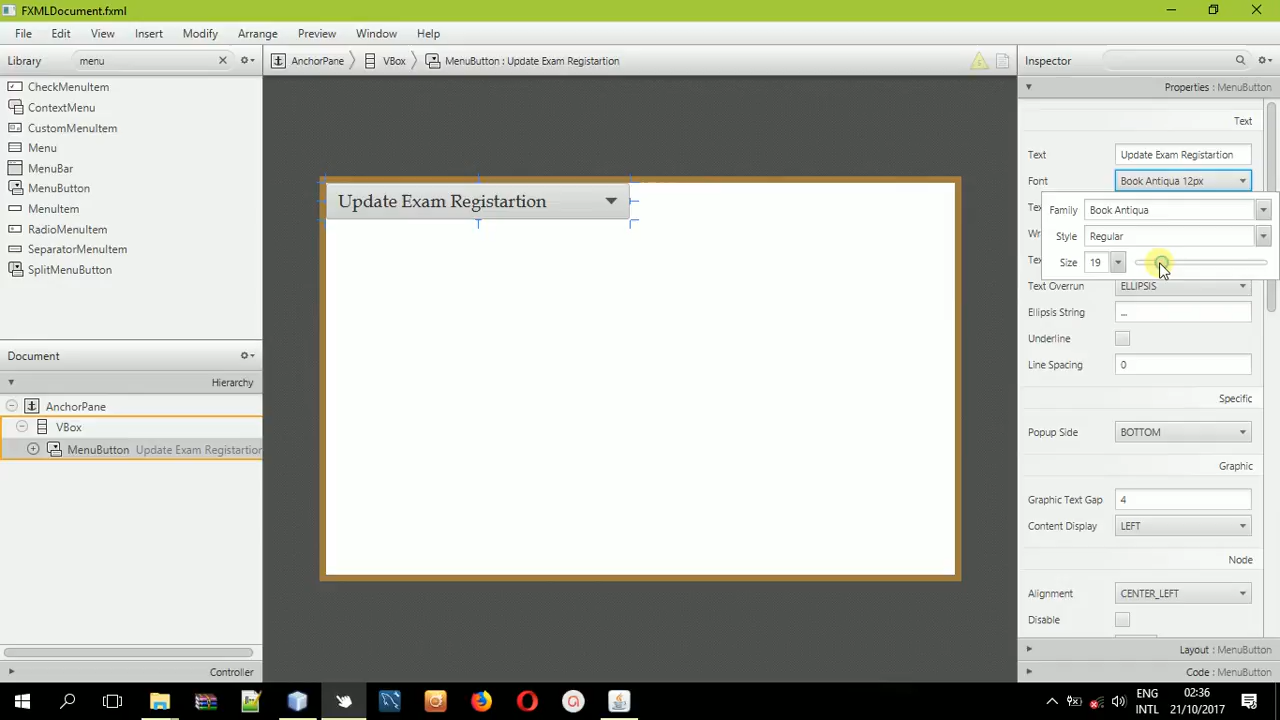 FXMLDocument.fxml
File Edit View Insert Modify Arrange Preview Window Help
Library menu
AnchorPane VBox MenuButton : Update Exam Registartion
Inspector
CheckMenuItem
ContextMenu
CustomMenuItem
Menu
MenuBar
MenuButton
MenuItem
RadioMenuItem
SeparatorMenuItem
SplitMenuButton
Document
Hierarchy
AnchorPane
VBox
MenuButton Update Exam Registartion
Controller
Update Exam Registartion
Properties : MenuButton
Text
Text Update Exam Registartion
Font Book Antiqua 12px
Family Book Antiqua
Style Regular
Size 19
Text Overrun ELLIPSIS
Ellipsis String ...
Underline
Line Spacing 0
Specific
Popup Side BOTTOM
Graphic
Graphic Text Gap 4
Content Display LEFT
Node
Alignment CENTER_LEFT
Disable
Layout : MenuButton
Code : MenuButton
ENG 02:36
INTL 21/10/2017